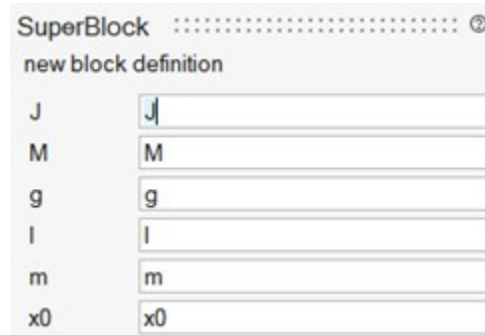 SuperBlock
new block definition
J J
M M
g g
l l
m m
x0 x0